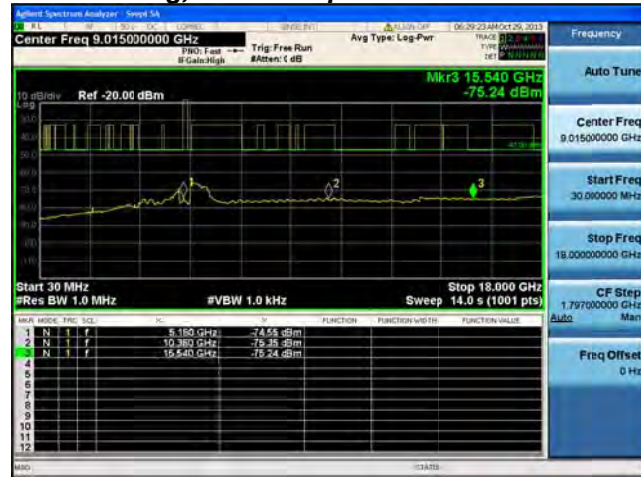 Agilent Spectrum Analyzer - Swept SA
Center Freq 9.015000000 GHz
PNO: Fast
IFGain:High
Trig: Free Run
#Atten: 0 dB
Avg Type: Log-Pwr
06:29:23 AM Oct 29, 2013
TRACE
TYPE
DET
Frequency
Mkr3 15.540 GHz
-75.24 dBm
10 dB/div
Log
Ref -20.00 dBm
Auto Tune
Center Freq
9.015000000 GHz
Start Freq
30.000000 MHz
Stop Freq
18.000000000 GHz
CF Step
1.797000000 GHz
Auto Man
Freq Offset
0 Hz
1
2
3
Start 30 MHz
Stop 18.000 GHz
#Res BW 1.0 MHz
#VBW 1.0 kHz
Sweep 14.0 s (1001 pts)
MKR MODE TRC SCL X Y FUNCTION FUNCTION WIDTH FUNCTION VALUE
1 N 1 f 5.180 GHz -74.55 dBm
2 N 1 f 10.360 GHz -75.35 dBm
3 N 1 f 15.540 GHz -75.24 dBm
4
5
6
7
8
9
10
11
12
MSG
STATUS